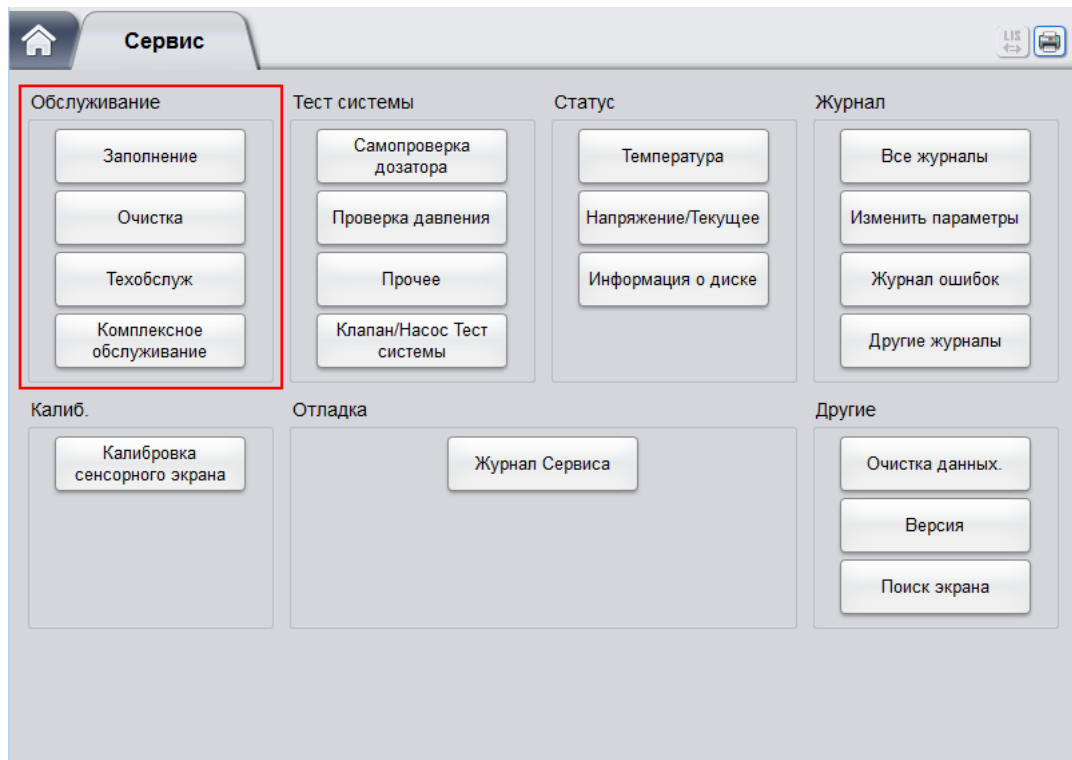 Сервис
LIS
Обслуживание
Заполнение
Очистка
Техобслуж
Комплексное
обслуживание
Тест системы
Самопроверка
дозатора
Проверка давления
Прочее
Клапан/Насос Тест
системы
Статус
Температура
Напряжение/Текущее
Информация о диске
Журнал
Все журналы
Изменить параметры
Журнал ошибок
Другие журналы
Калиб.
Калибровка
сенсорного экрана
Отладка
Журнал Сервиса
Другие
Очистка данных.
Версия
Поиск экрана